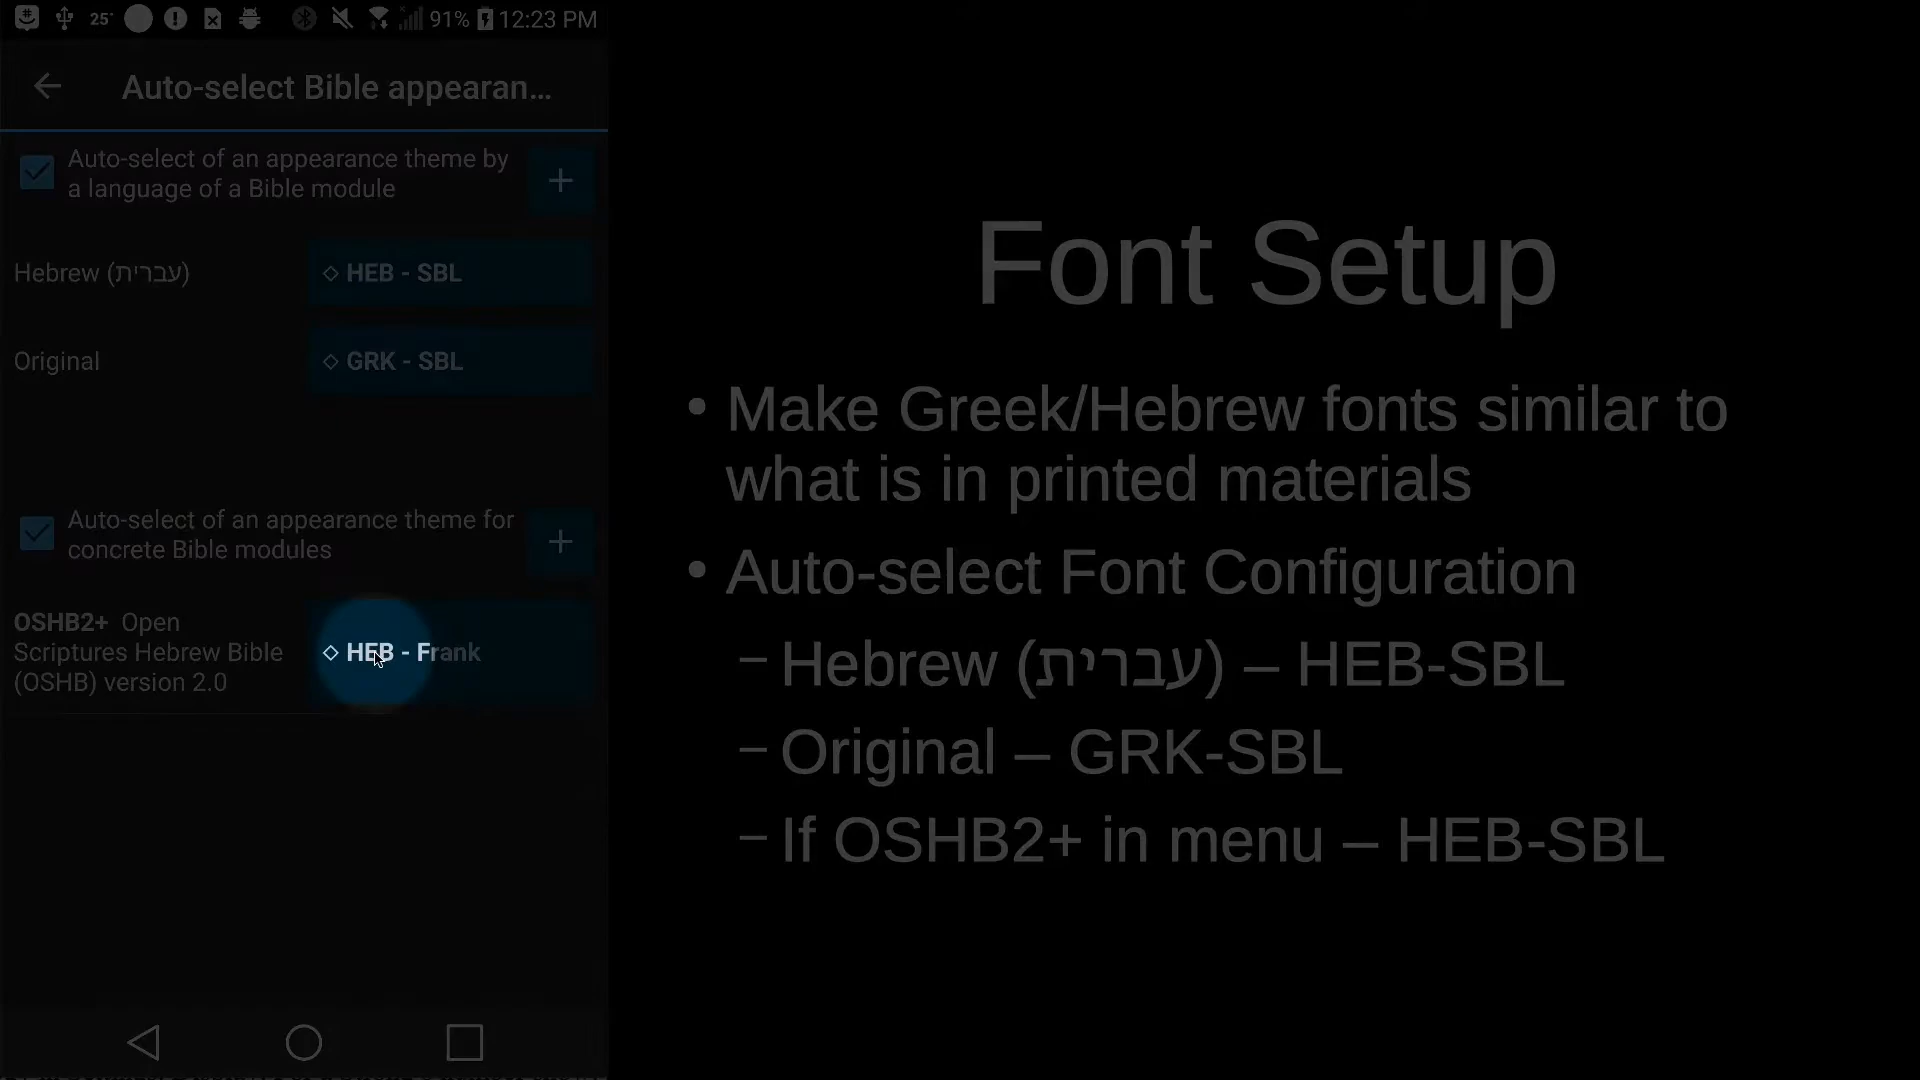 25°
91%
12:23 PM
Auto-select Bible appearan...
Auto-select of an appearance theme by
a language of a Bible module
+
Hebrew (עברית)
◇ HEB - SBL
Original
◇ GRK - SBL
Auto-select of an appearance theme for
concrete Bible modules
+
OSHB2+ Open
Scriptures Hebrew Bible
(OSHB) version 2.0
◇ HEB - Frank
Font Setup
• Make Greek/Hebrew fonts similar to
what is in printed materials
• Auto-select Font Configuration
– Hebrew (עברית) – HEB-SBL
– Original – GRK-SBL
– If OSHB2+ in menu – HEB-SBL